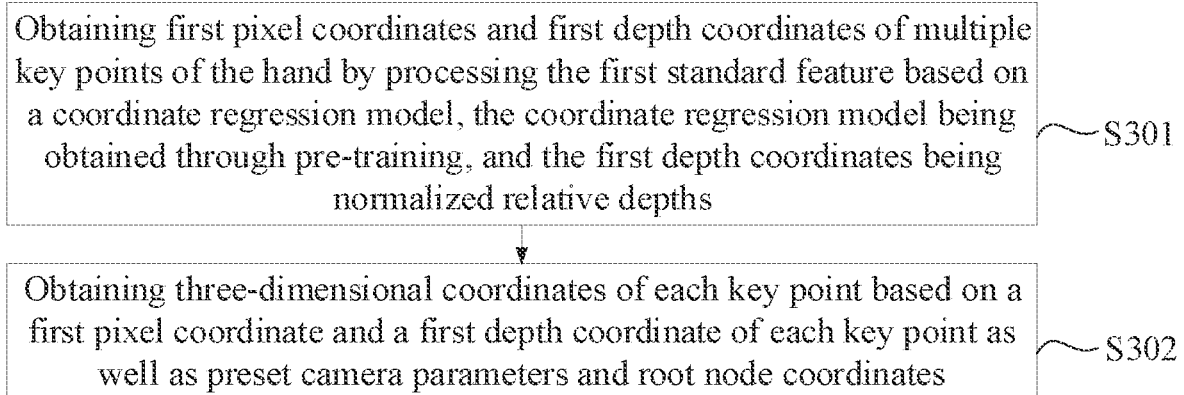 Obtaining first pixel coordinates and first depth coordinates of multiple
key points of the hand by processing the first standard feature based on
a coordinate regression model, the coordinate regression model being
obtained through pre-training, and the first depth coordinates being
normalized relative depths
S301
Obtaining three-dimensional coordinates of each key point based on a
first pixel coordinate and a first depth coordinate of each key point as
well as preset camera parameters and root node coordinates
S302